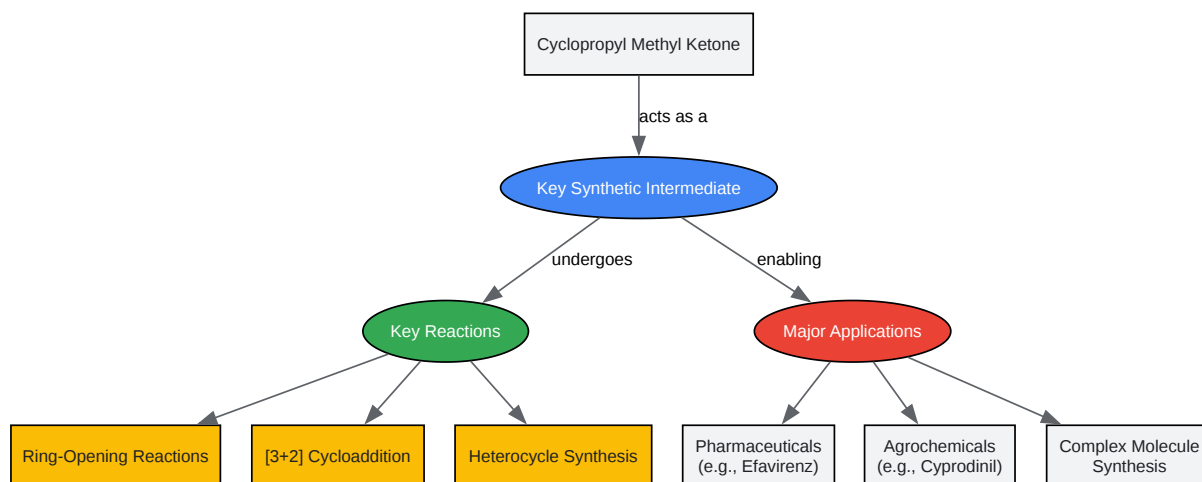 Cyclopropyl Methyl Ketone
acts as a
Key Synthetic Intermediate
undergoes
enabling
Key Reactions
Major Applications
Ring-Opening Reactions
[3+2] Cycloaddition
Heterocycle Synthesis
Pharmaceuticals
(e.g., Efavirenz)
Agrochemicals
(e.g., Cyprodinil)
Complex Molecule
Synthesis